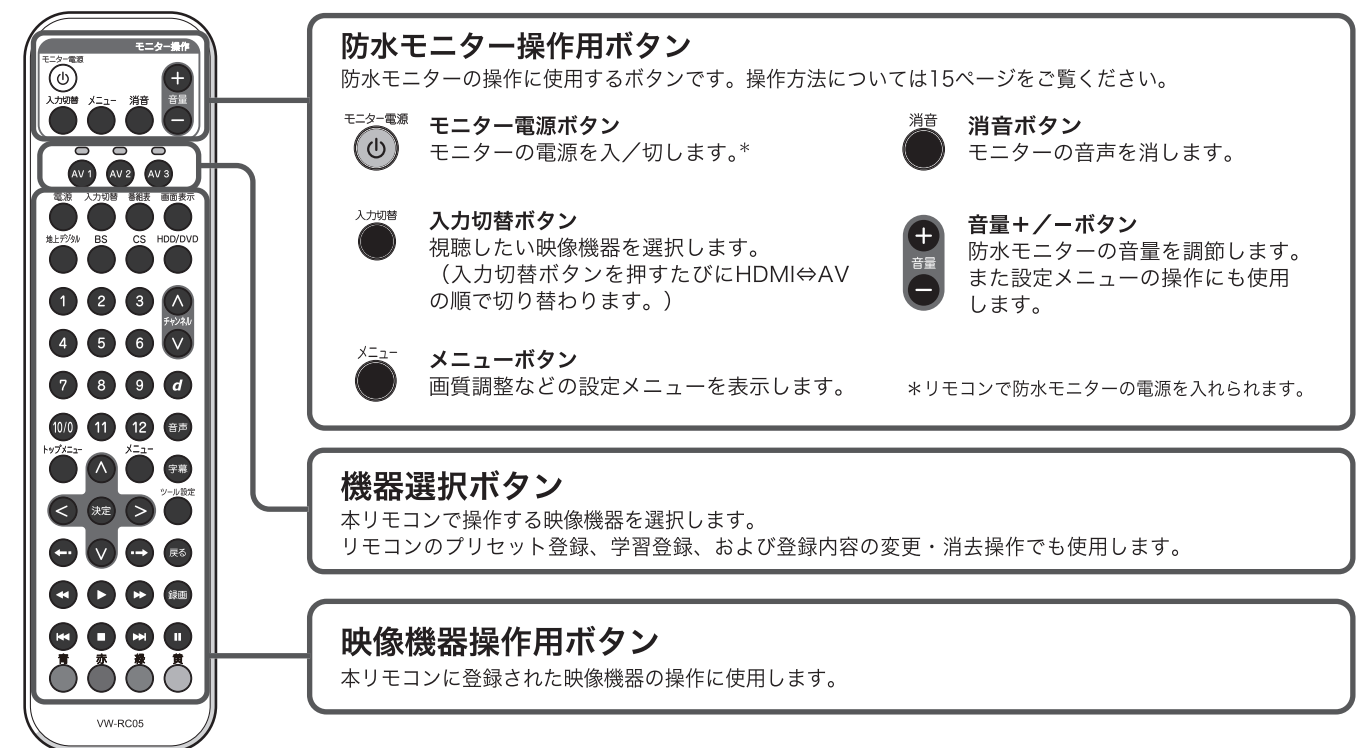 モニター操作
モニター電源
入力切替 メニュー 消音 音量
AV 1 AV 2 AV 3
電源 入力切替 番組表 画面表示
地上デジタル BS CS HDD/DVD
1 2 3
チャンネル
4 5 6
7 8 9 d
10/0 11 12 音声
トップメニュー メニュー
字幕
ツール設定
決定
戻る
録画
青 赤 緑 黄
VW-RC05
防水モニター操作用ボタン
防水モニターの操作に使用するボタンです。操作方法については15ページをご覧ください。
モニター電源
モニター電源ボタン
モニターの電源を入/切します。*
入力切替
入力切替ボタン
視聴したい映像機器を選択します。
(入力切替ボタンを押すたびにHDMI⇔AV
の順で切り替わります。)
メニュー
メニューボタン
画質調整などの設定メニューを表示します。
消音
消音ボタン
モニターの音声を消します。
音量
音量+/-ボタン
防水モニターの音量を調節します。
また設定メニューの操作にも使用
します。
*リモコンで防水モニターの電源を入れられます。
機器選択ボタン
本リモコンで操作する映像機器を選択します。
リモコンのプリセット登録、学習登録、および登録内容の変更・消去操作でも使用します。
映像機器操作用ボタン
本リモコンに登録された映像機器の操作に使用します。